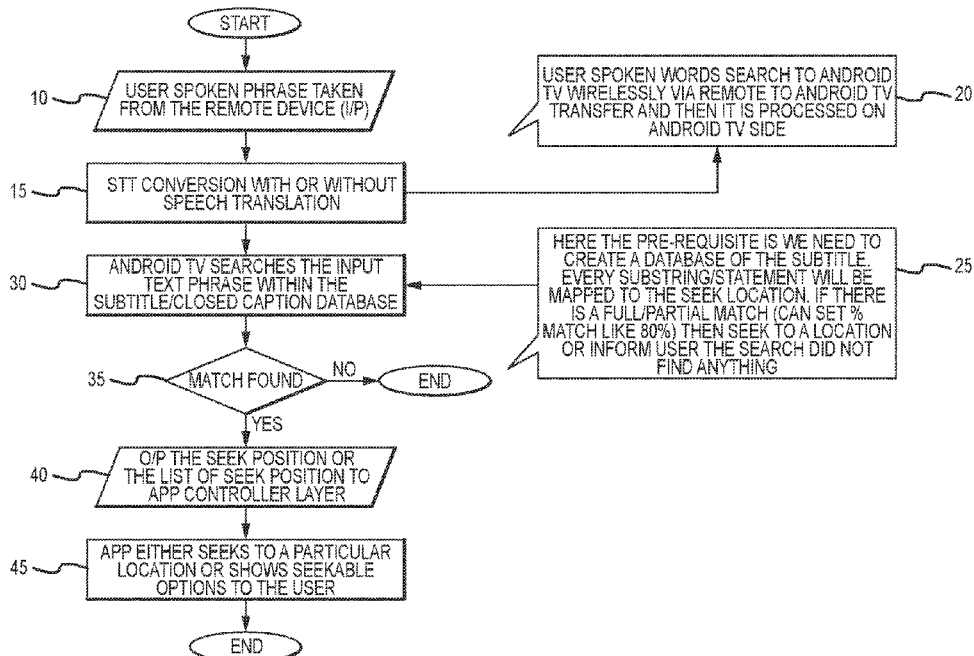 START
10
USER SPOKEN PHRASE TAKEN
FROM THE REMOTE DEVICE (I/P)
USER SPOKEN WORDS SEARCH TO ANDROID
TV WIRELESSLY VIA REMOTE TO ANDROID TV
TRANSFER AND THEN IT IS PROCESSED ON
ANDROID TV SIDE
20
15
STT CONVERSION WITH OR WITHOUT
SPEECH TRANSLATION
30
ANDROID TV SEARCHES THE INPUT
TEXT PHRASE WITHIN THE
SUBTITLE/CLOSED CAPTION DATABASE
HERE THE PRE-REQUISITE IS WE NEED TO
CREATE A DATABASE OF THE SUBTITLE.
EVERY SUBSTRING/STATEMENT WILL BE
MAPPED TO THE SEEK LOCATION. IF THERE
IS A FULL/PARTIAL MATCH (CAN SET %
MATCH LIKE 80%) THEN SEEK TO A LOCATION
OR INFORM USER THE SEARCH DID NOT
FIND ANYTHING
25
35
MATCH FOUND
NO
END
YES
40
O/P THE SEEK POSITION OR
THE LIST OF SEEK POSITION TO
APP CONTROLLER LAYER
45
APP EITHER SEEKS TO A PARTICULAR
LOCATION OR SHOWS SEEKABLE
OPTIONS TO THE USER
END